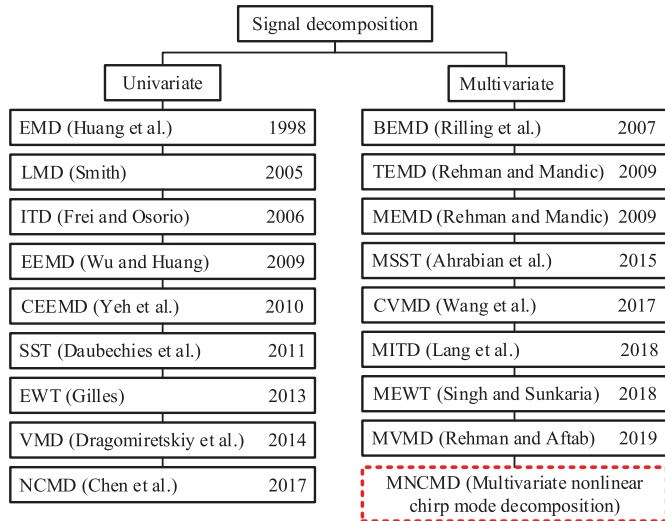 Signal decomposition
Univariate
EMD (Huang et al.) 1998
LMD (Smith) 2005
ITD (Frei and Osorio) 2006
EEMD (Wu and Huang) 2009
CEEMD (Yeh et al.) 2010
SST (Daubechies et al.) 2011
EWT (Gilles) 2013
VMD (Dragomiretskiy et al.) 2014
NCMD (Chen et al.) 2017
Multivariate
BEMD (Rilling et al.) 2007
TEMD (Rehman and Mandic) 2009
MEMD (Rehman and Mandic) 2009
MSST (Ahrabian et al.) 2015
CVMD (Wang et al.) 2017
MITD (Lang et al.) 2018
MEWT (Singh and Sunkaria) 2018
MVMD (Rehman and Aftab) 2019
MNCMD (Multivariate nonlinear
chirp mode decomposition)